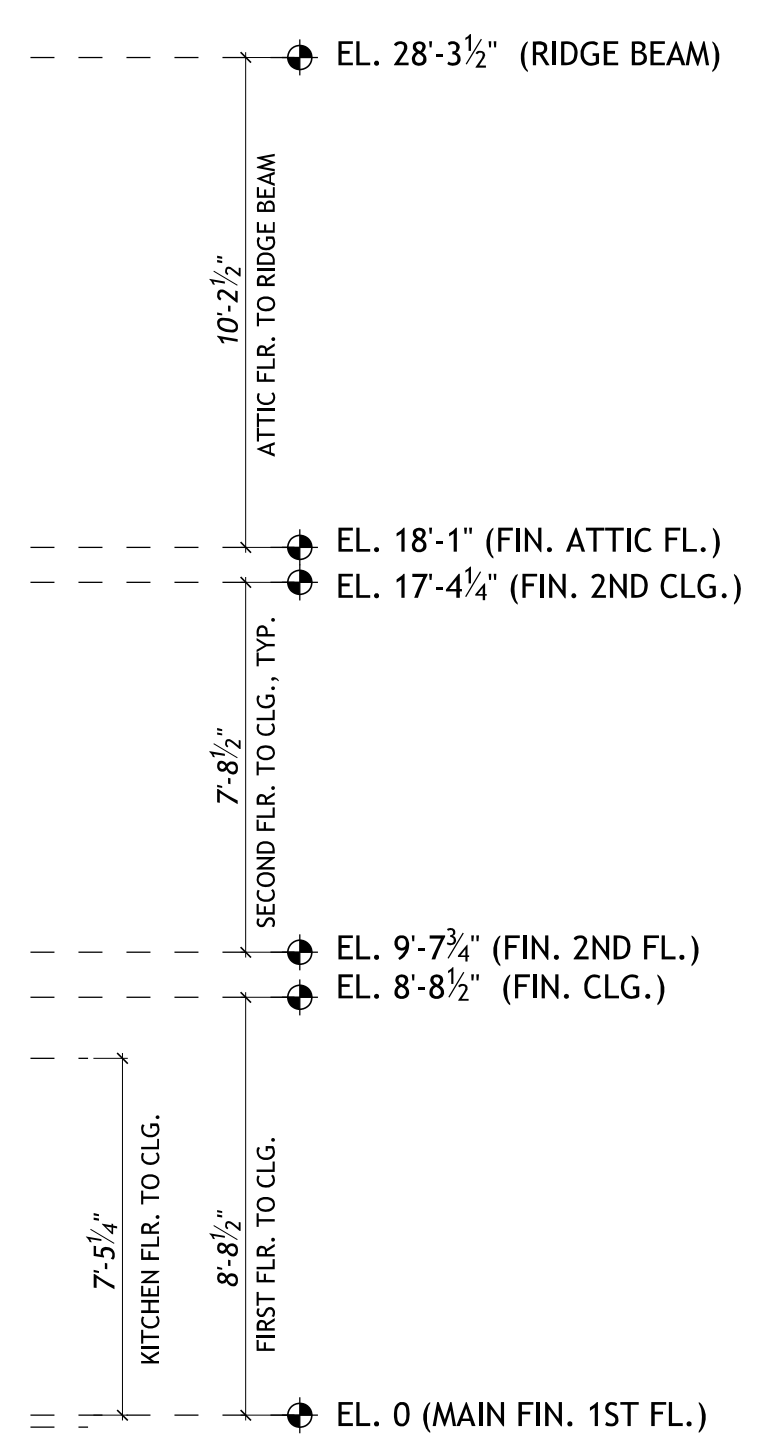 EL. 28'-3½" (RIDGE BEAM)
10'-2½"
ATTIC FLR. TO RIDGE BEAM
EL. 18'-1" (FIN. ATTIC FL.)
EL. 17'-4¼" (FIN. 2ND CLG.)
7'-8½"
SECOND FLR. TO CLG., TYP.
EL. 9'-7¾" (FIN. 2ND FL.)
EL. 8'-8½" (FIN. CLG.)
7'-5¼"
KITCHEN FLR. TO CLG.
8'-8½"
FIRST FLR. TO CLG.
EL. 0 (MAIN FIN. 1ST FL.)